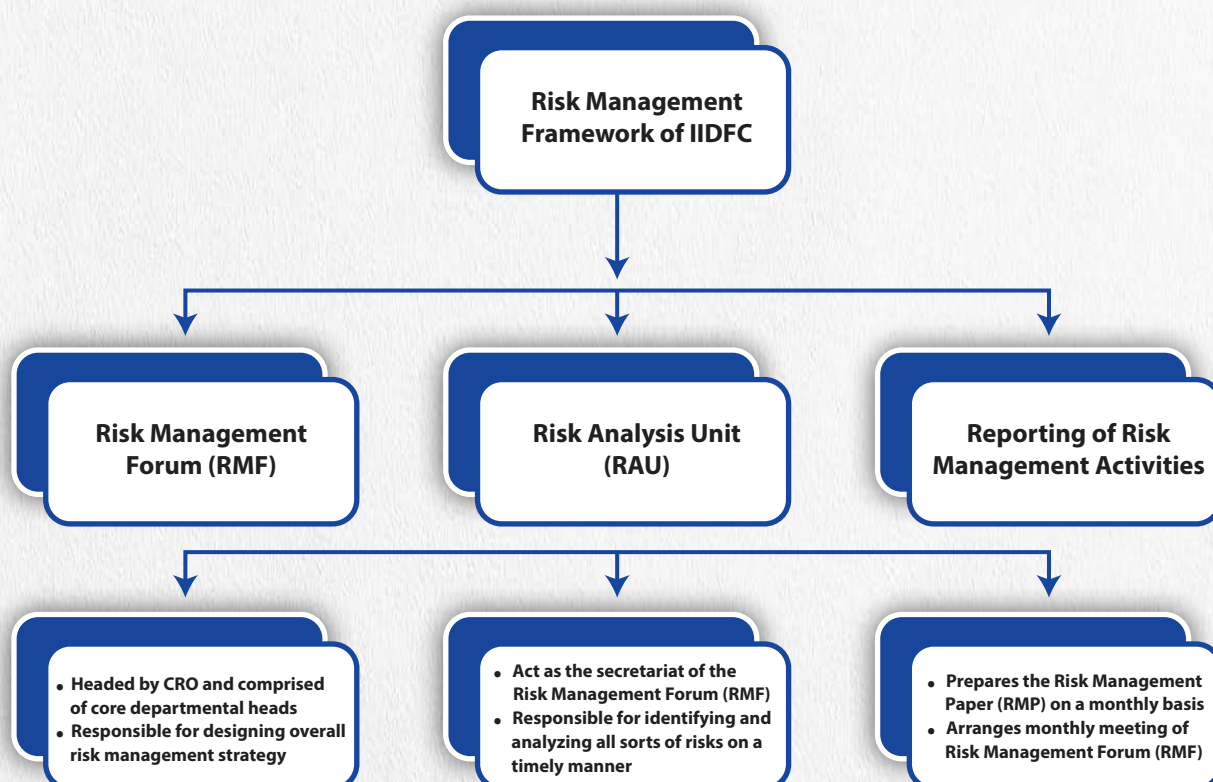 Risk Management
Framework of IIDFC
Risk Management
Forum (RMF)
Risk Analysis Unit
(RAU)
Reporting of Risk
Management Activities
• Headed by CRO and comprised
of core departmental heads
• Responsible for designing overall
risk management strategy
• Act as the secretariat of the
Risk Management Forum (RMF)
• Responsible for identifying and
analyzing all sorts of risks on a
timely manner
• Prepares the Risk Management
Paper (RMP) on a monthly basis
• Arranges monthly meeting of
Risk Management Forum (RMF)